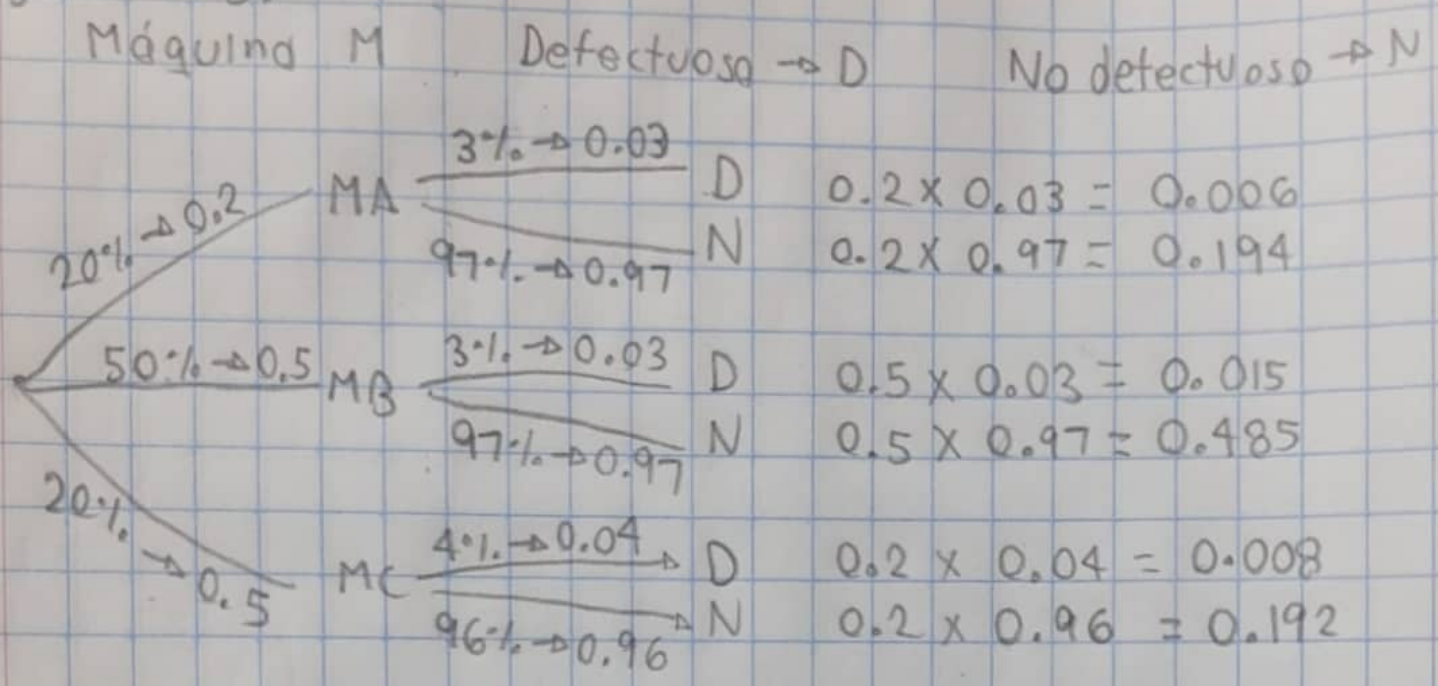 Máquina M Defectuoso → D No defectuoso → N
20% → 0.2 MA 3% → 0.03 D 0.2 x 0.03 = 0.006
97% → 0.97 N 0.2 x 0.97 = 0.194
50% → 0.5 MB 3% → 0.03 D 0.5 x 0.03 = 0.015
97% → 0.97 N 0.5 x 0.97 = 0.485
20% → 0.5 MC 4% → 0.04 D 0.2 x 0.04 = 0.008
96% → 0.96 N 0.2 x 0.96 = 0.192